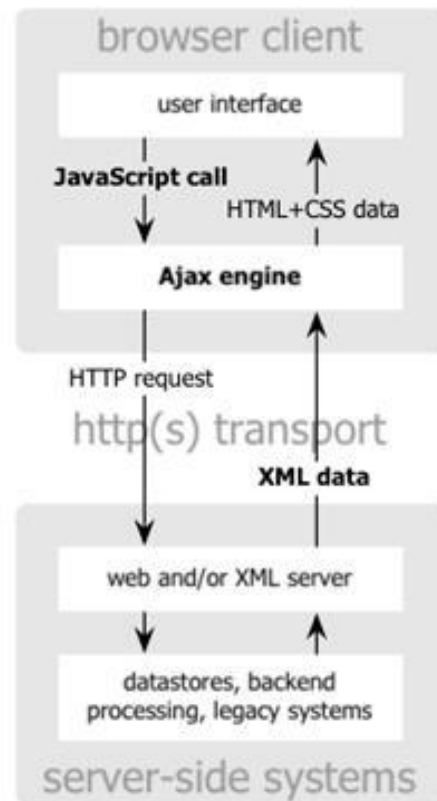 browser client
user interface
JavaScript call
HTML+CSS data
Ajax engine
HTTP request
http(s) transport
XML data
web and/or XML server
datastores, backend
processing, legacy systems
server-side systems